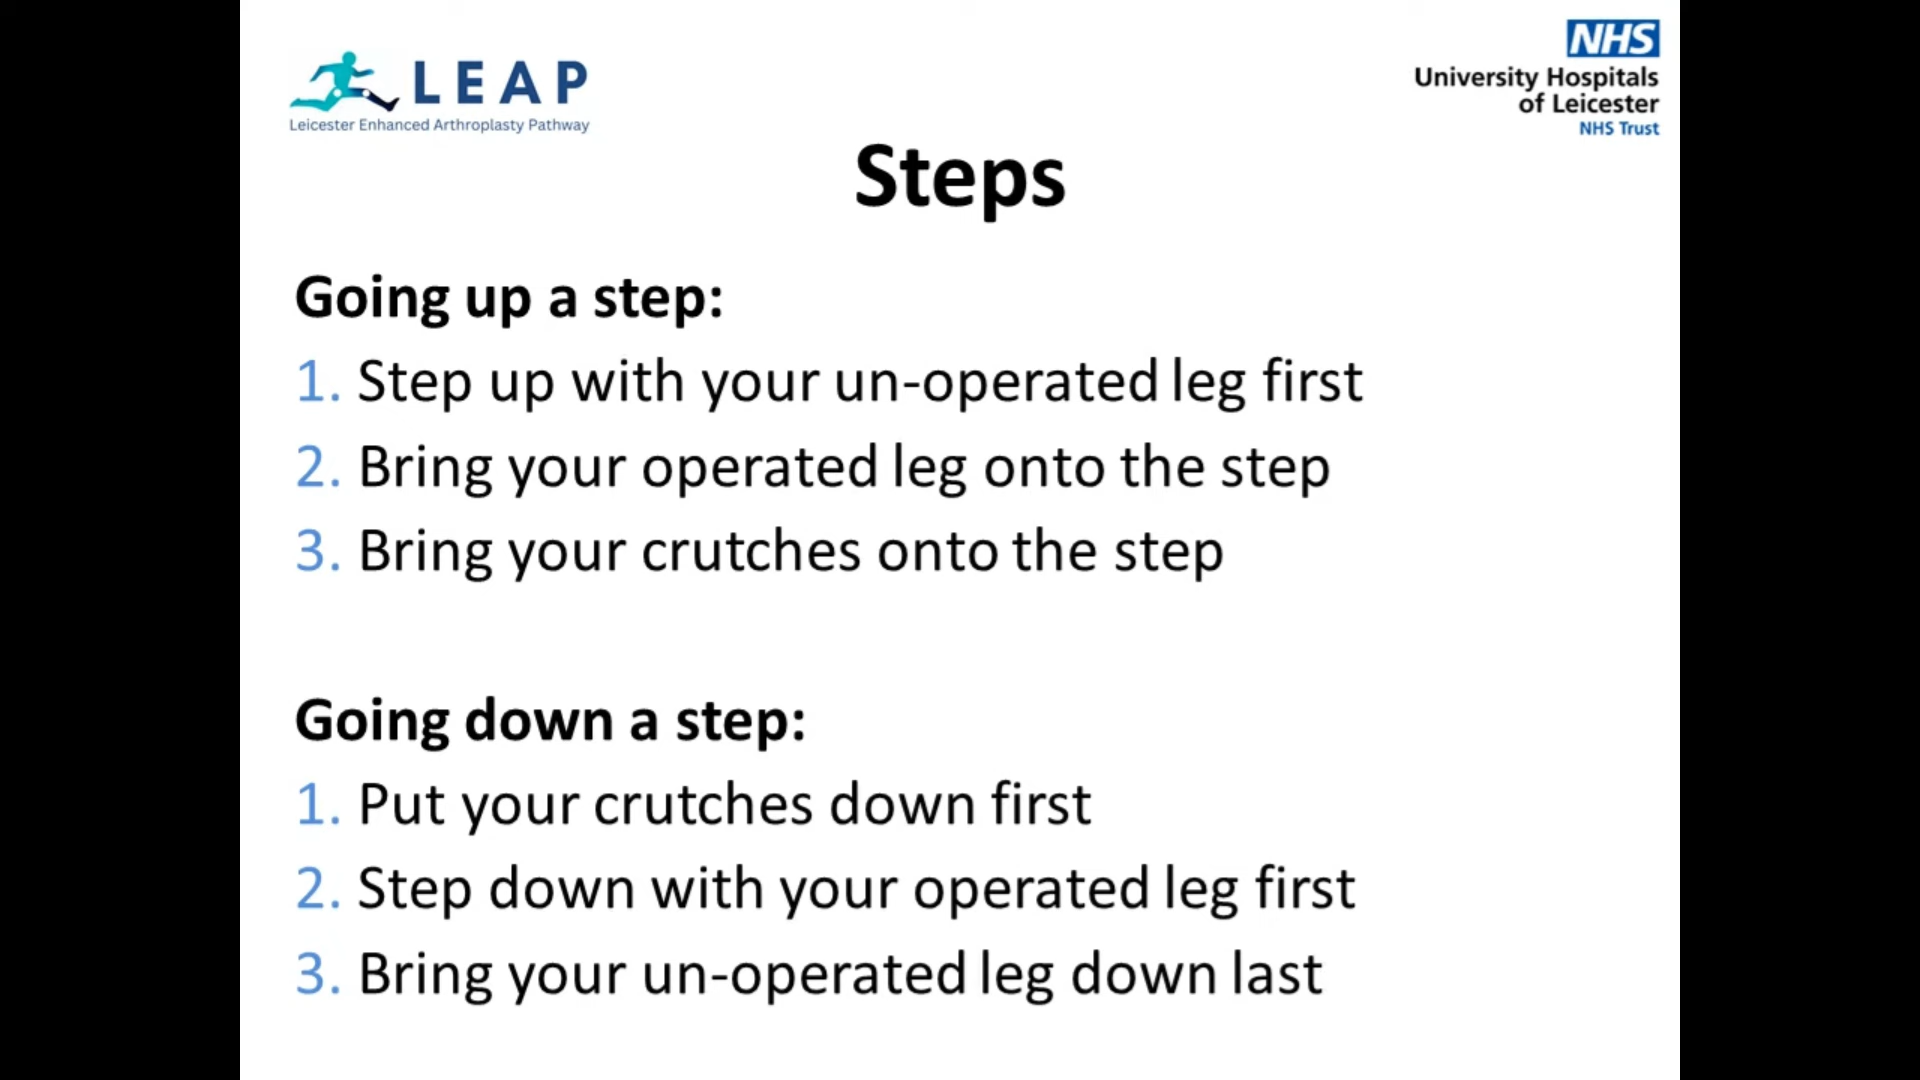 LEAP
Leicester Enhanced Arthroplasty Pathway
NHS
University Hospitals
of Leicester
NHS Trust
Steps
Going up a step:
1. Step up with your un-operated leg first
2. Bring your operated leg onto the step
3. Bring your crutches onto the step
Going down a step:
1. Put your crutches down first
2. Step down with your operated leg first
3. Bring your un-operated leg down last